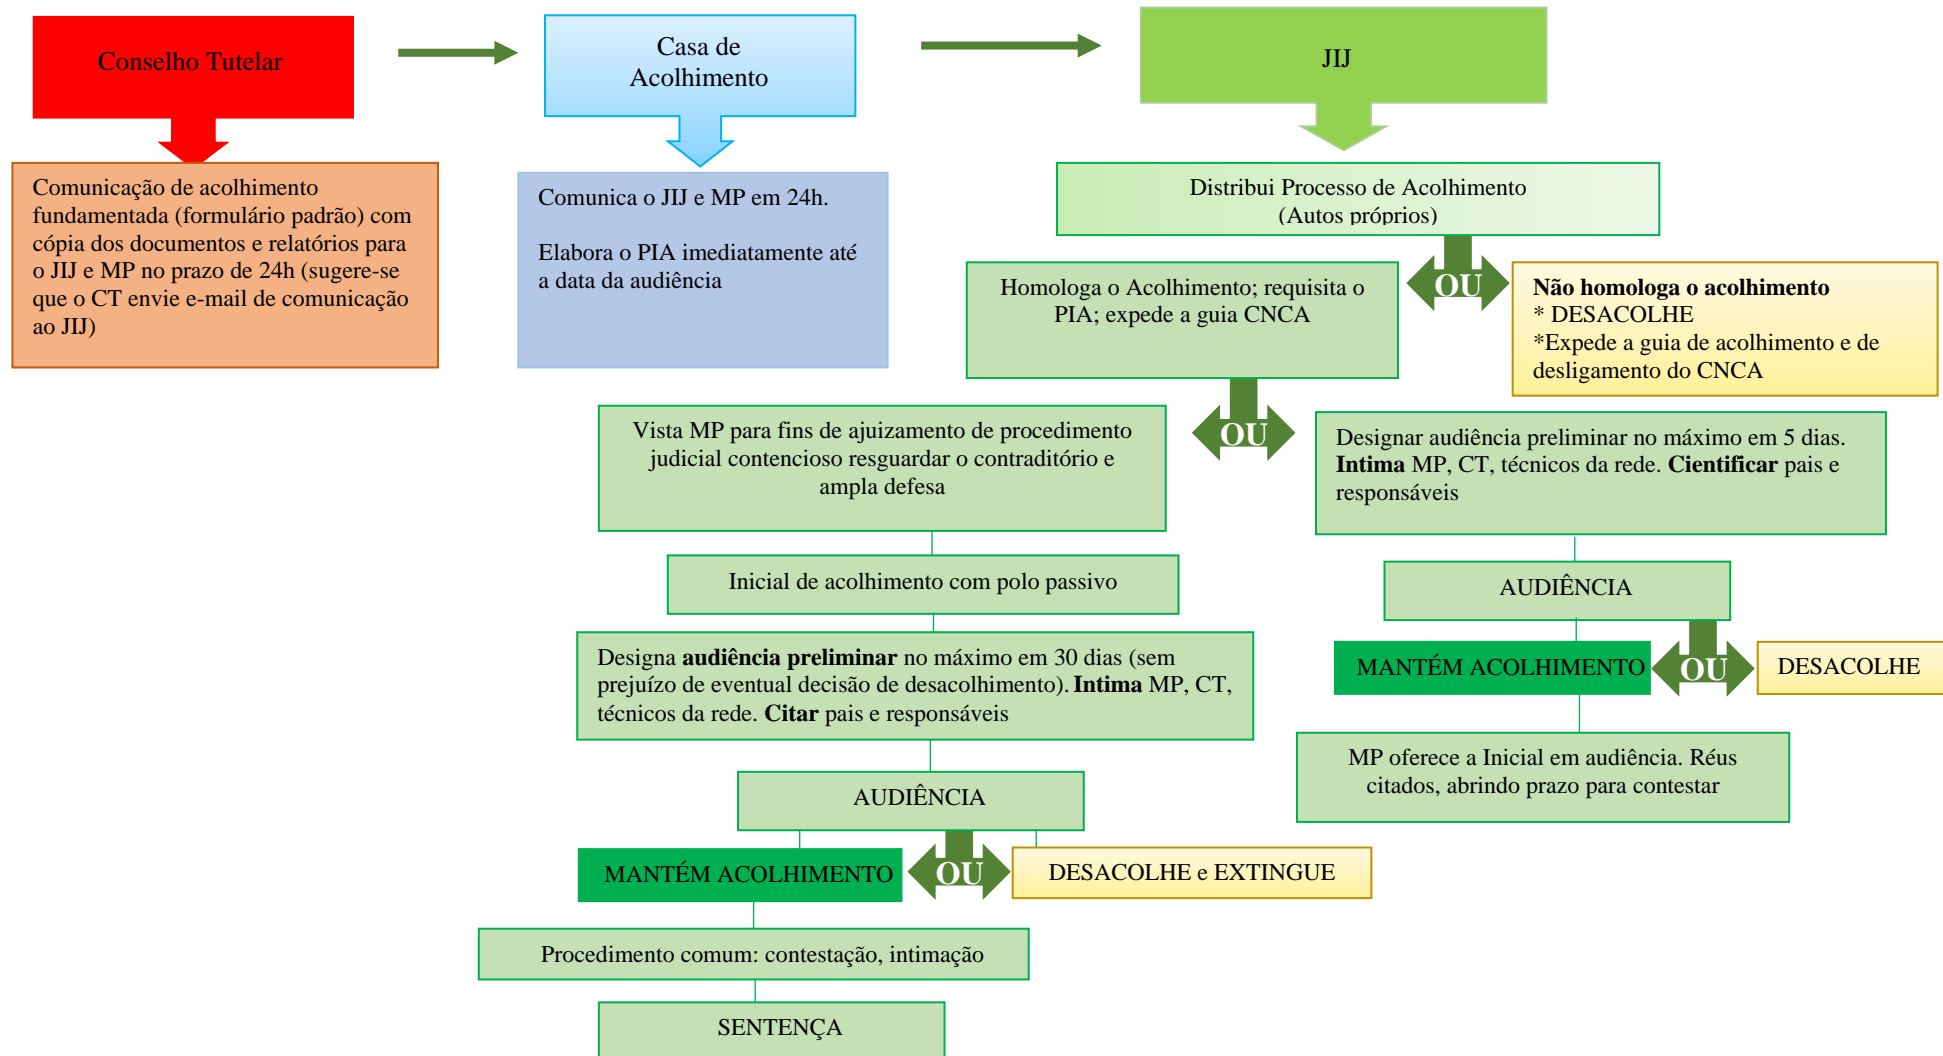 Conselho Tutelar
Casa de
Acolhimento
JIJ
Comunicação de acolhimento
fundamentada (formulário padrão) com
cópia dos documentos e relatórios para
o JIJ e MP no prazo de 24h (sugere-se
que o CT envie e-mail de comunicação
ao JIJ)
Comunica o JIJ e MP em 24h.
Elabora o PIA imediatamente até
a data da audiência
Distribui Processo de Acolhimento
(Autos próprios)
Homologa o Acolhimento; requisita o
PIA; expede a guia CNCA
OU
Não homologa o acolhimento
* DESACOLHE
*Expede a guia de acolhimento e de
desligamento do CNCA
Vista MP para fins de ajuizamento de procedimento
judicial contencioso resguardar o contraditório e
ampla defesa
OU
Designar audiência preliminar no máximo em 5 dias.
Intima MP, CT, técnicos da rede. Cientificar pais e
responsáveis
Inicial de acolhimento com polo passivo
AUDIÊNCIA
Designa audiência preliminar no máximo em 30 dias (sem
prejuízo de eventual decisão de desacolhimento). Intima MP, CT,
técnicos da rede. Citar pais e responsáveis
MANTÉM ACOLHIMENTO
OU
DESACOLHE
MP oferece a Inicial em audiência. Réus
citados, abrindo prazo para contestar
AUDIÊNCIA
MANTÉM ACOLHIMENTO
OU
DESACOLHE e EXTINGUE
Procedimento comum: contestação, intimação
SENTENÇA